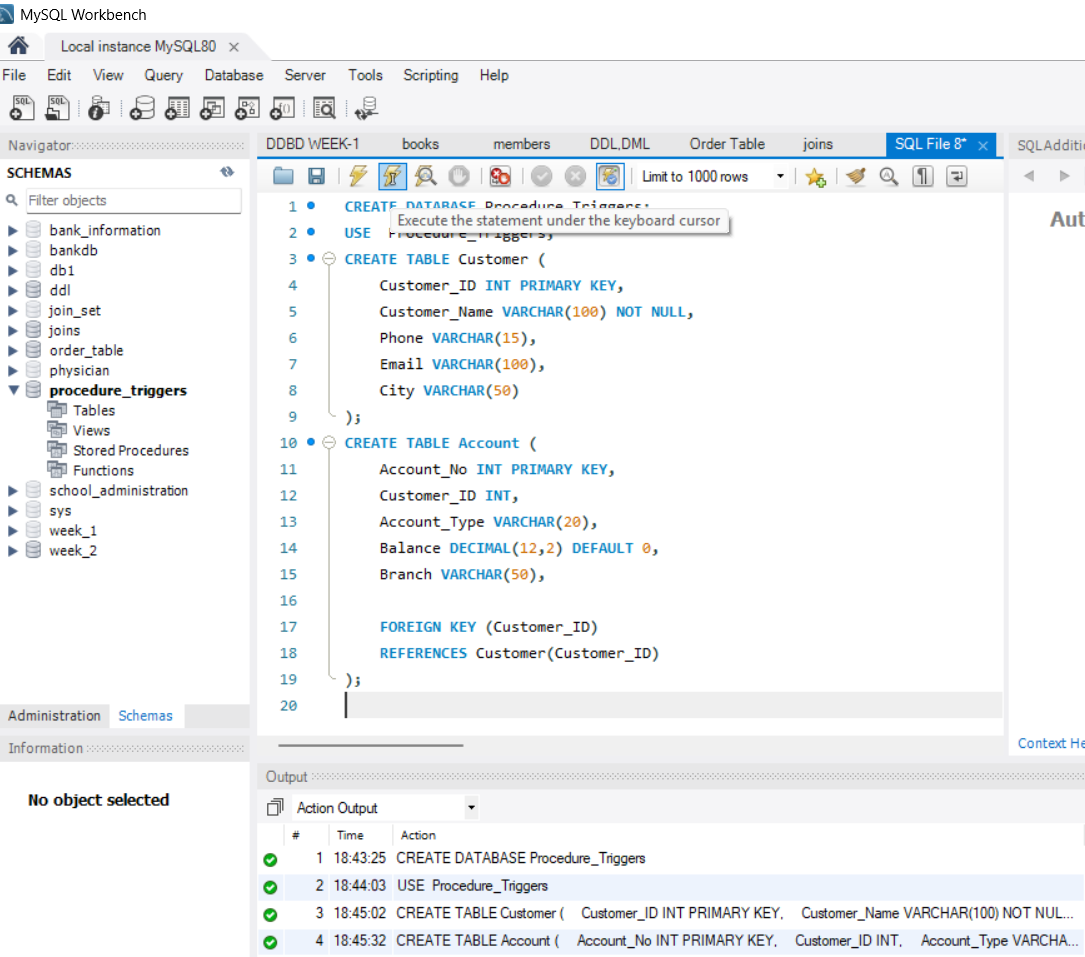 MySQL Workbench
Local instance MySQL80
File Edit View Query Database Server Tools Scripting Help
Navigator
SCHEMAS
Filter objects
bank_information
bankdb
db1
ddl
join_set
joins
order_table
physician
procedure_triggers
Tables
Views
Stored Procedures
Functions
school_administration
sys
week_1
week_2
Administration Schemas
Information
No object selected
DDBD WEEK-1 books members DDL,DML Order Table joins SQL File 8*
SQLAdditi
Limit to 1000 rows
Aut
1 CREATE DATABASE Procedure_Triggers;
Execute the statement under the keyboard cursor
2 USE Procedure_Triggers;
3 CREATE TABLE Customer (
4 Customer_ID INT PRIMARY KEY,
5 Customer_Name VARCHAR(100) NOT NULL,
6 Phone VARCHAR(15),
7 Email VARCHAR(100),
8 City VARCHAR(50)
9 );
10 CREATE TABLE Account (
11 Account_No INT PRIMARY KEY,
12 Customer_ID INT,
13 Account_Type VARCHAR(20),
14 Balance DECIMAL(12,2) DEFAULT 0,
15 Branch VARCHAR(50),
16
17 FOREIGN KEY (Customer_ID)
18 REFERENCES Customer(Customer_ID)
19 );
20
Context He
Output
Action Output
# Time Action
1 18:43:25 CREATE DATABASE Procedure_Triggers
2 18:44:03 USE Procedure_Triggers
3 18:45:02 CREATE TABLE Customer ( Customer_ID INT PRIMARY KEY, Customer_Name VARCHAR(100) NOT NUL...
4 18:45:32 CREATE TABLE Account ( Account_No INT PRIMARY KEY, Customer_ID INT, Account_Type VARCHA...